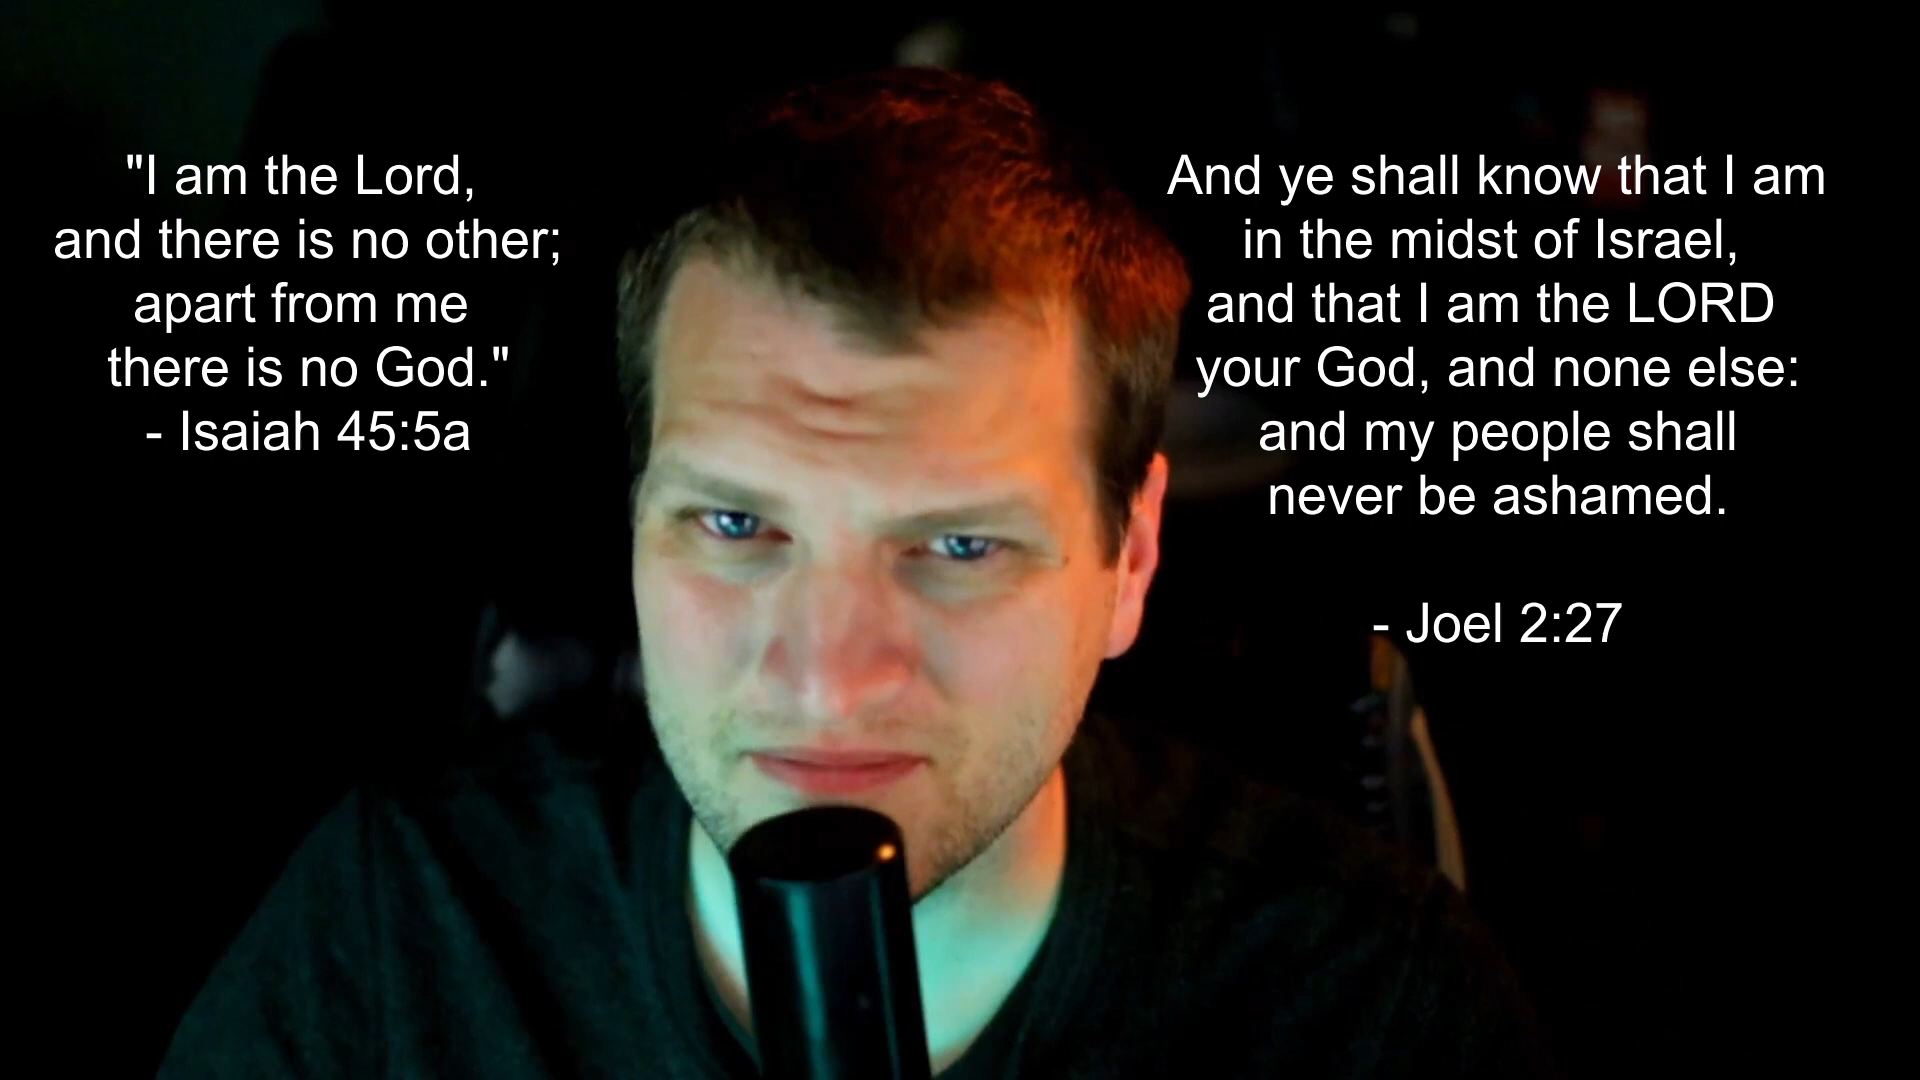 "I am the Lord,
and there is no other;
apart from me
there is no God."
- Isaiah 45:5a
And ye shall know that I am
in the midst of Israel,
and that I am the LORD
your God, and none else:
and my people shall
never be ashamed.
- Joel 2:27